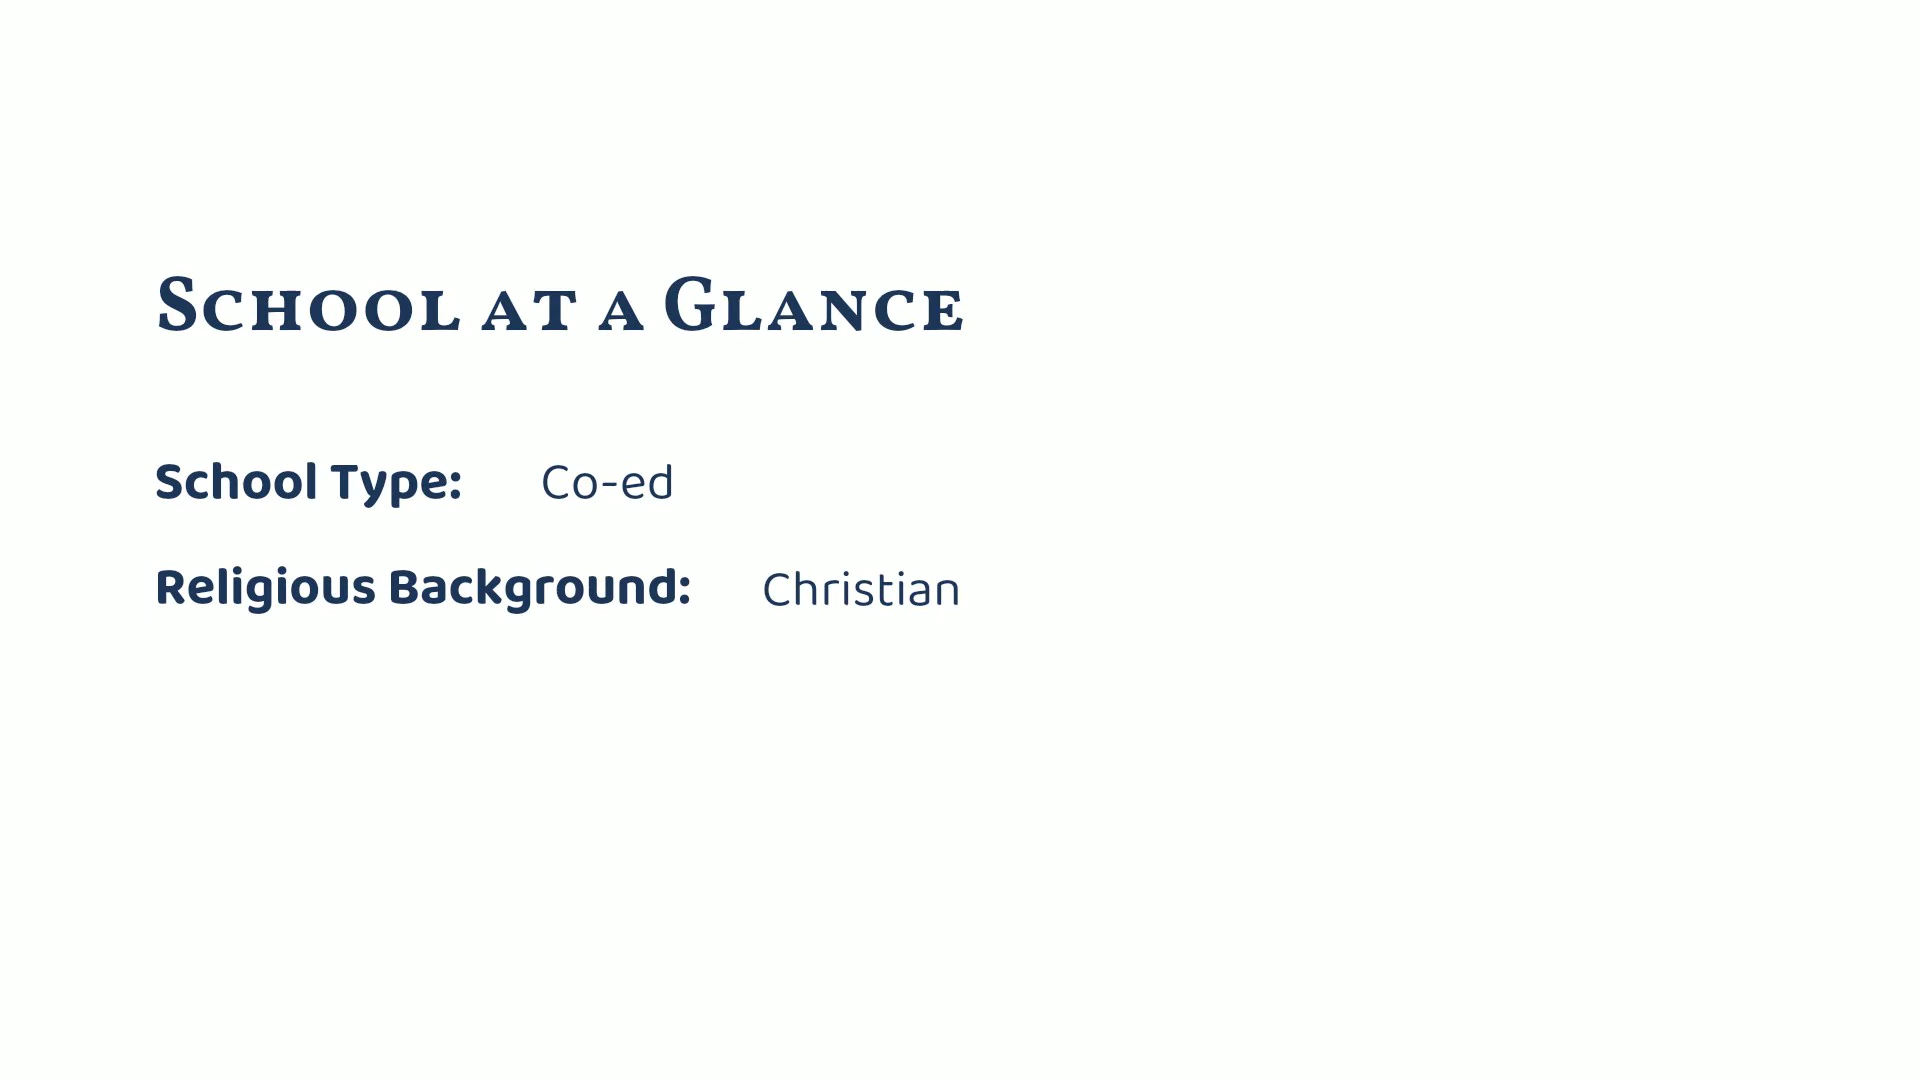 School at a Glance
School Type: Co-ed
Religious Background: Christian